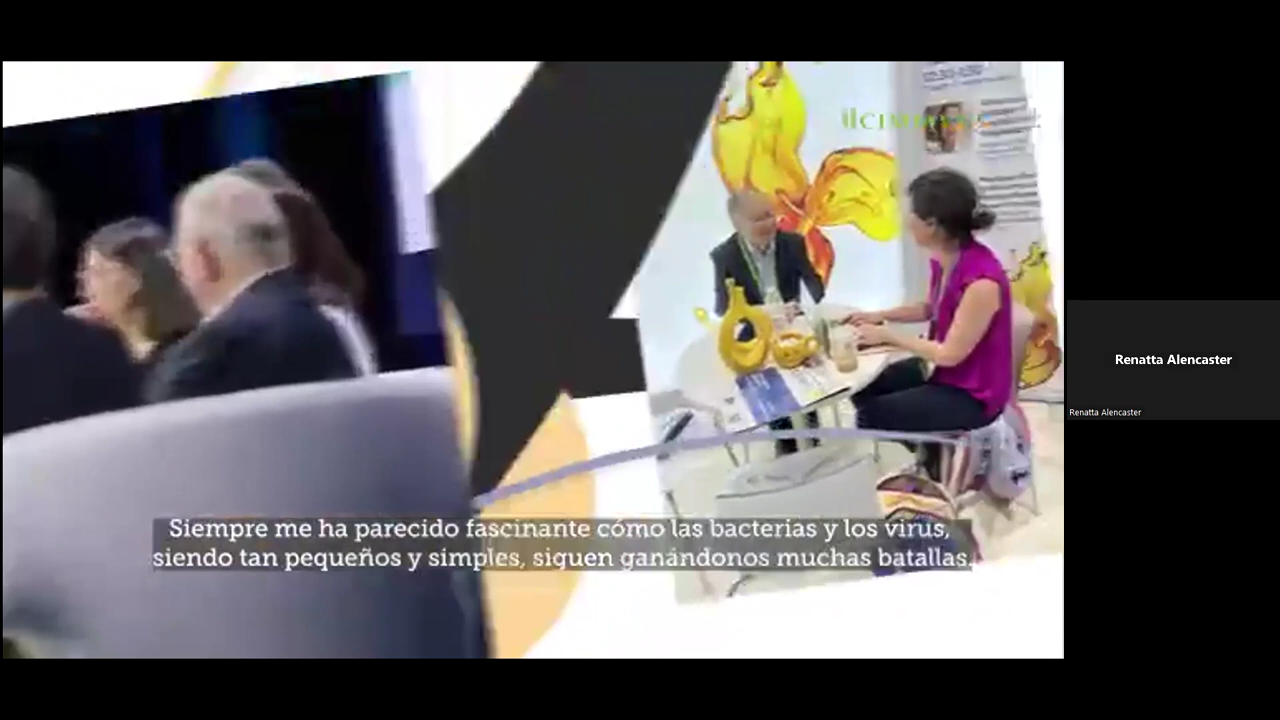 Siempre me ha parecido fascinante cómo las bacterias y los virus,
siendo tan pequeños y simples, siguen ganándonos muchas batallas.
Renatta Alencaster
Renatta Alencaster